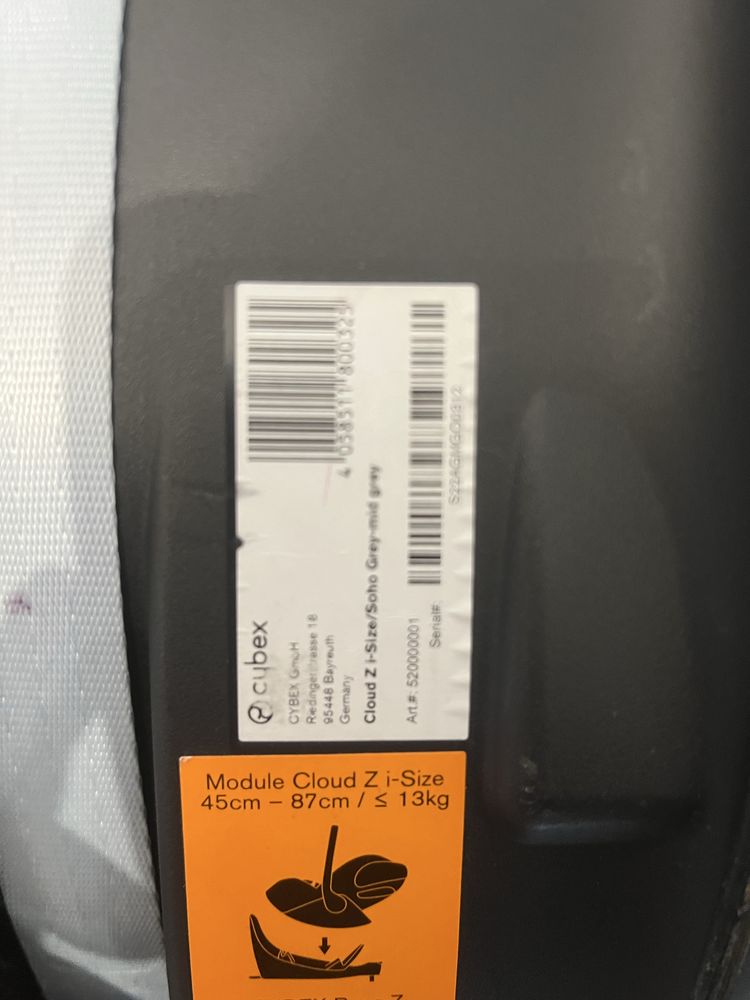 cybex
CYBEX GmbH
Riedingerstrasse 18
95448 Bayreuth
Germany
4 058511 800325
Cloud Z i-Size/Soho Grey-mid grey
Art.#: 520000001
Serial#:
Module Cloud Z i-Size
45cm – 87cm / ≤ 13kg